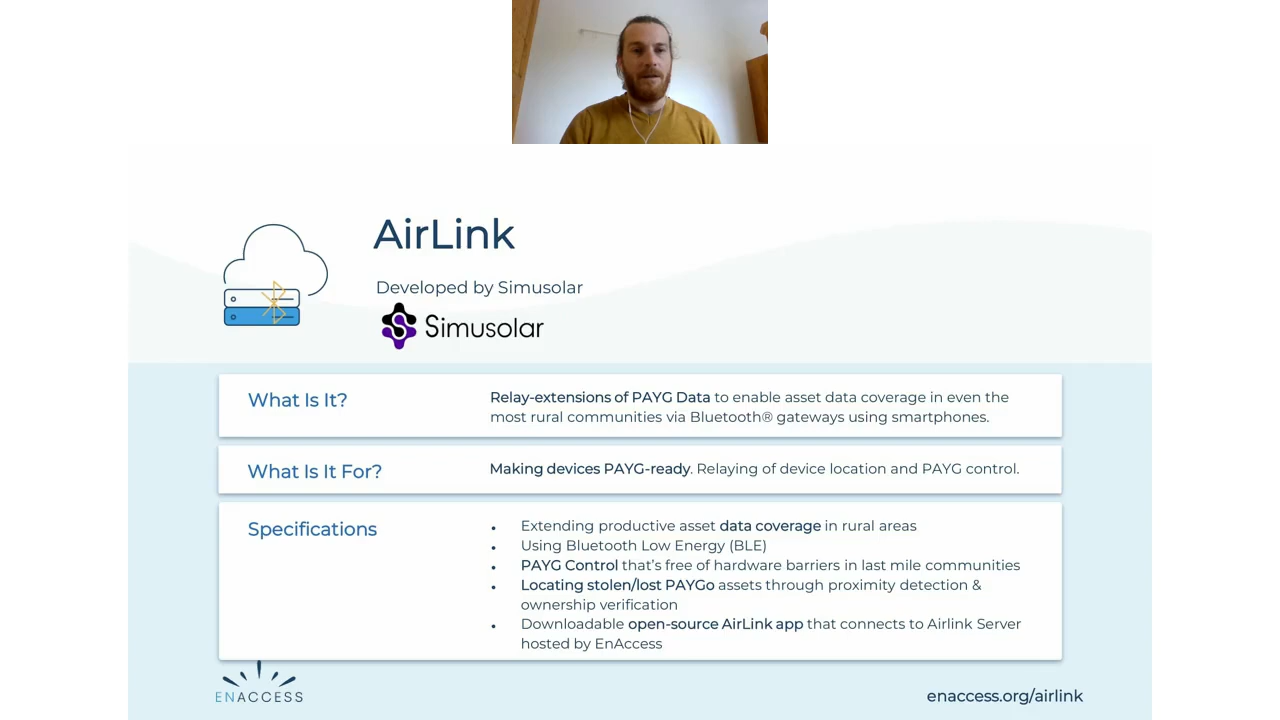 AirLink
Developed by Simusolar
Simusolar
What Is It?
Relay-extensions of PAYG Data to enable asset data coverage in even the
most rural communities via Bluetooth® gateways using smartphones.
What Is It For?
Making devices PAYG-ready. Relaying of device location and PAYG control.
Specifications
• Extending productive asset data coverage in rural areas
• Using Bluetooth Low Energy (BLE)
• PAYG Control that's free of hardware barriers in last mile communities
• Locating stolen/lost PAYGo assets through proximity detection &
ownership verification
• Downloadable open-source AirLink app that connects to Airlink Server
hosted by EnAccess
ENACCESS
enaccess.org/airlink